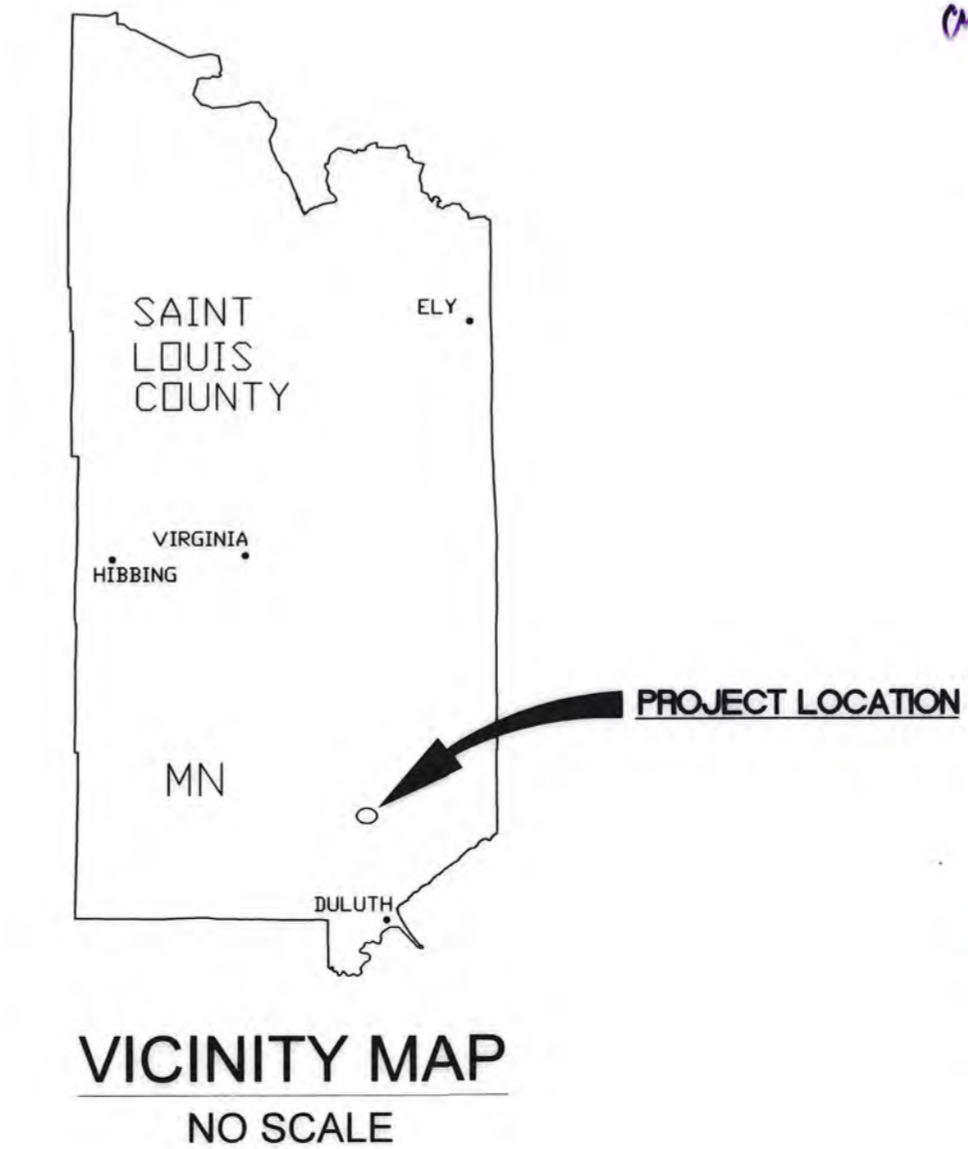 SAINT
LOUIS
COUNTY
ELY
VIRGINIA
HIBBING
PROJECT LOCATION
MN
DULUTH
VICINITY MAP
NO SCALE